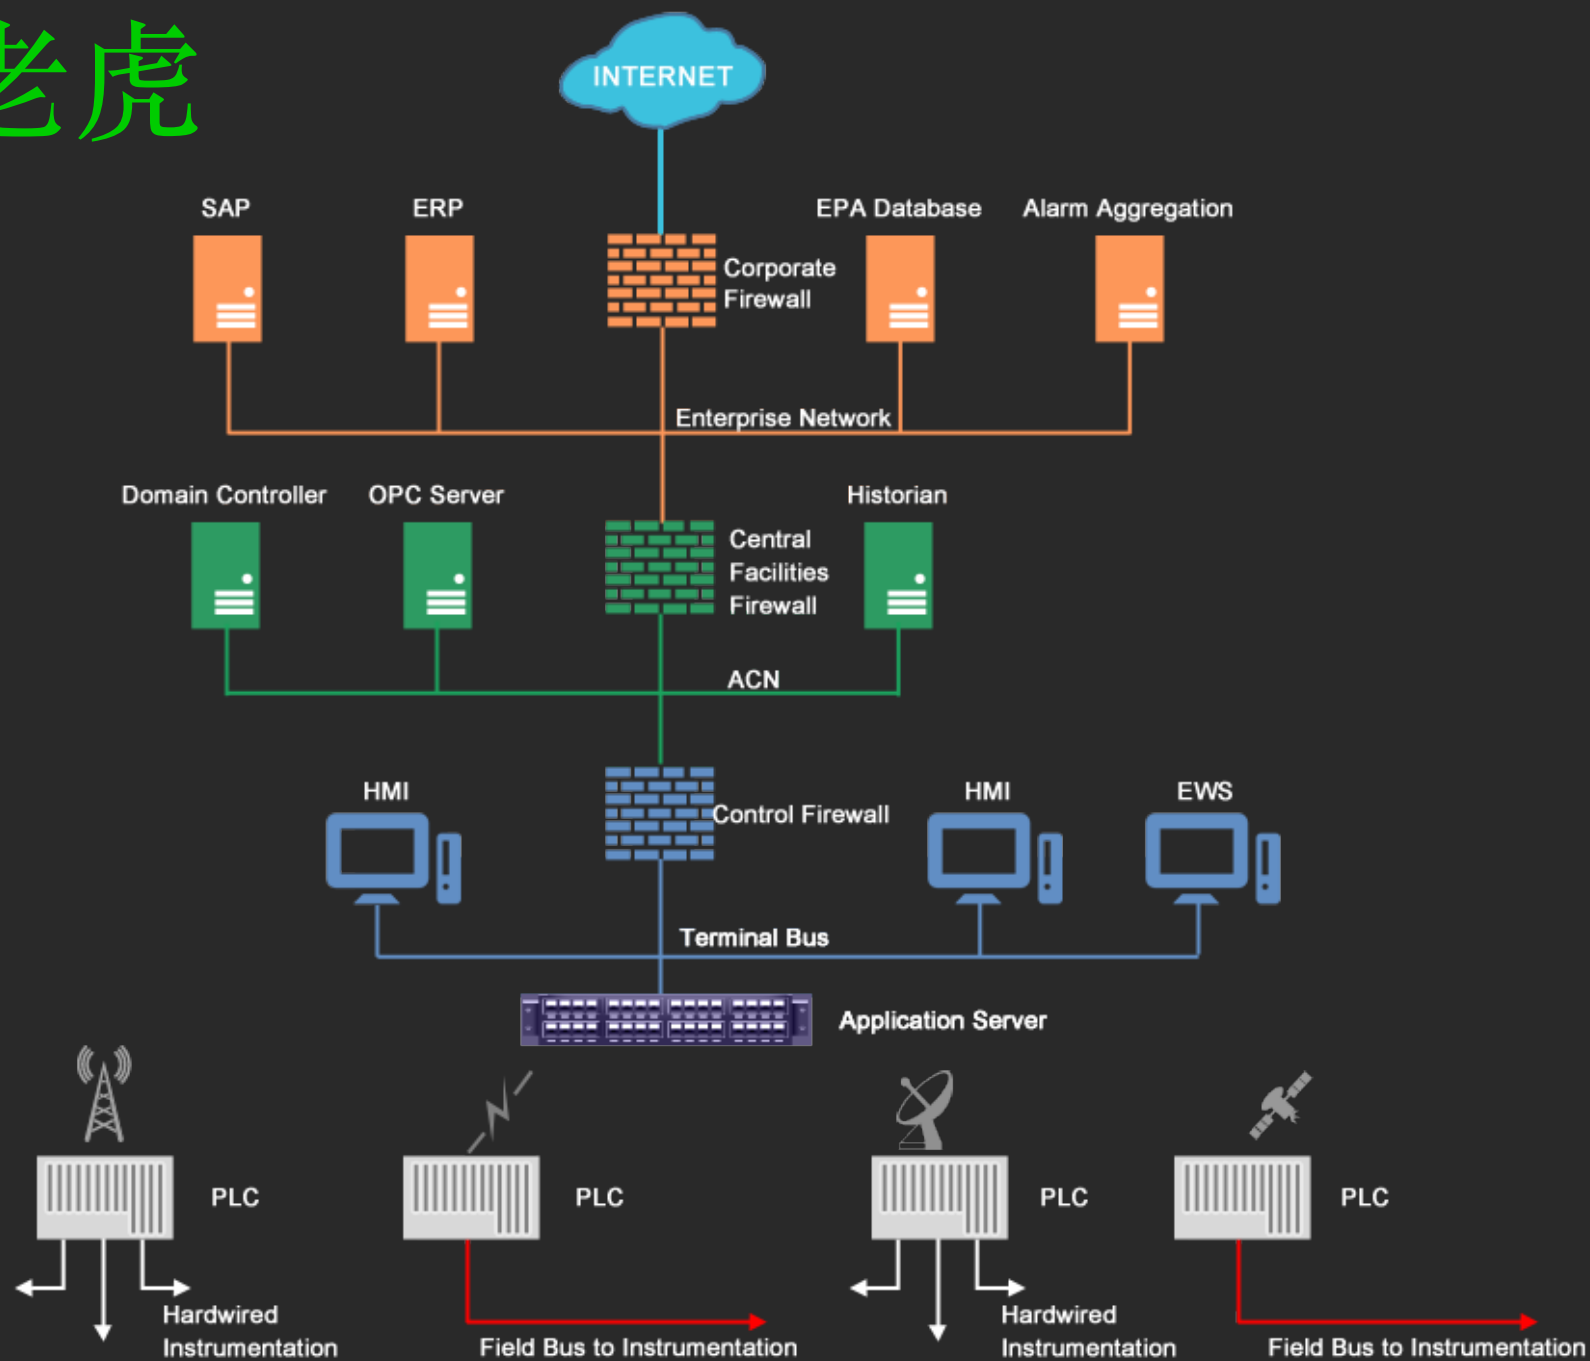 老虎
INTERNET
SAP
ERP
EPA Database
Alarm Aggregation
Corporate
Firewall
Enterprise Network
Domain Controller
OPC Server
Historian
Central
Facilities
Firewall
ACN
HMI
Control Firewall
HMI
EWS
Terminal Bus
Application Server
PLC
PLC
PLC
PLC
Hardwired
Instrumentation
Field Bus to Instrumentation
Hardwired
Instrumentation
Field Bus to Instrumentation